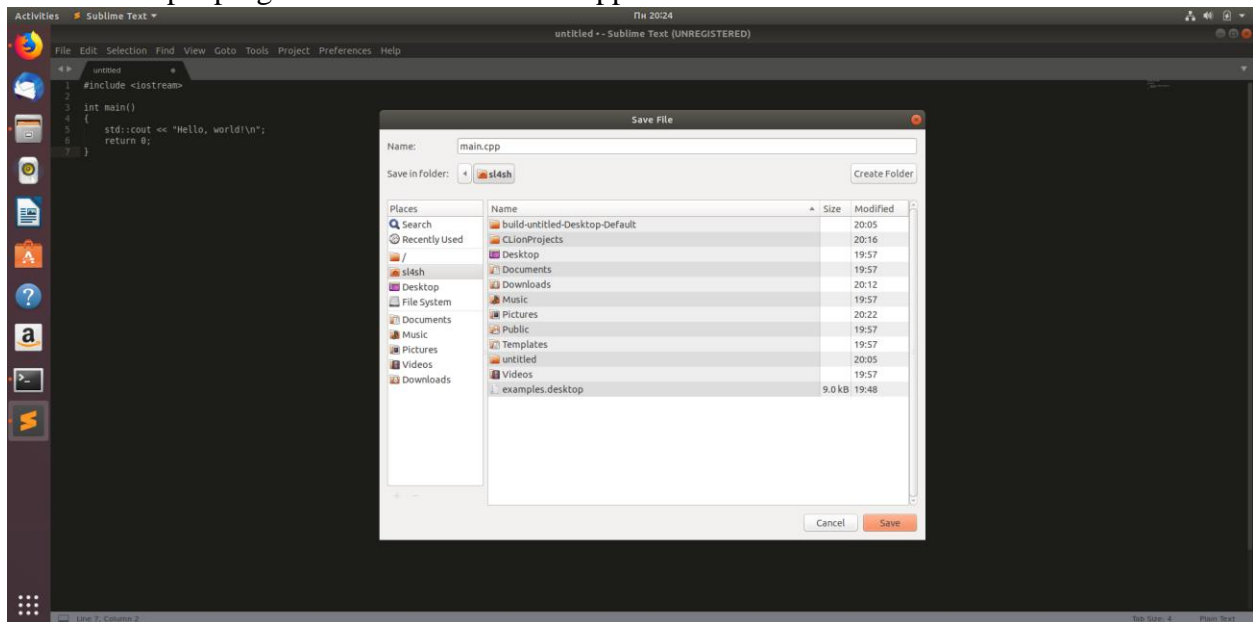 Activities Sublime Text Пн 20:24
untitled • - Sublime Text (UNREGISTERED)
File Edit Selection Find View Goto Tools Project Preferences Help
untitled
1 #include <iostream>
2
3 int main()
4 {
5 std::cout << "Hello, world!\n";
6 return 0;
7 }
Save File
Name: main.cpp
Save in folder: sl4sh Create Folder
Places
Search
Recently Used
/
sl4sh
Desktop
File System
Documents
Music
Pictures
Videos
Downloads
Name Size Modified
build-untitled-Desktop-Default 20:05
CLionProjects 20:16
Desktop 19:57
Documents 19:57
Downloads 20:12
Music 19:57
Pictures 20:22
Public 19:57
Templates 19:57
untitled 20:05
Videos 19:57
examples.desktop 9.0 kB 19:48
Cancel Save
Line 7, Column 2 Tab Size: 4 Plain Text